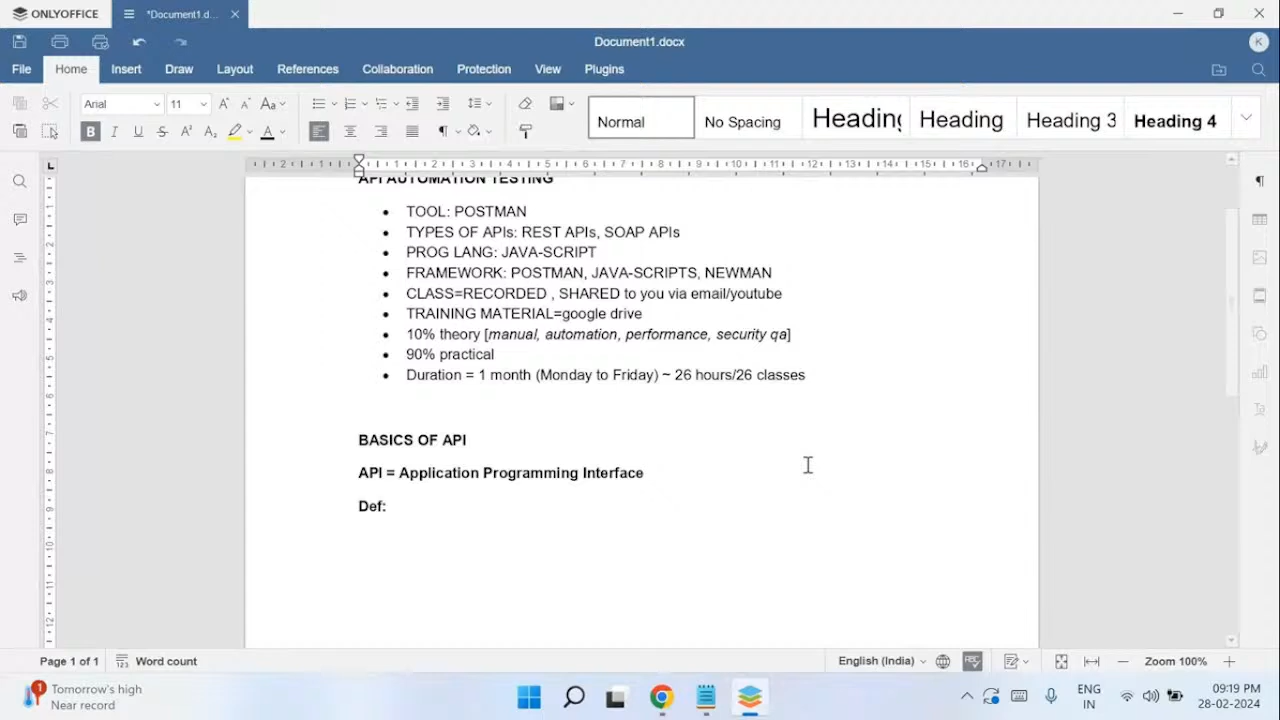 ONLYOFFICE
*Document1.d...
Document1.docx
K
File Home Insert Draw Layout References Collaboration Protection View Plugins
Arial 11
Normal No Spacing Heading Heading Heading 3 Heading 4
API AUTOMATION TESTING
• TOOL: POSTMAN
• TYPES OF APIs: REST APIs, SOAP APIs
• PROG LANG: JAVA-SCRIPT
• FRAMEWORK: POSTMAN, JAVA-SCRIPTS, NEWMAN
• CLASS=RECORDED , SHARED to you via email/youtube
• TRAINING MATERIAL=google drive
• 10% theory [manual, automation, performance, security qa]
• 90% practical
• Duration = 1 month (Monday to Friday) ~ 26 hours/26 classes
BASICS OF API
API = Application Programming Interface
Def:
Page 1 of 1 Word count English (India) Zoom 100%
1 Tomorrow's high
Near record
ENG
IN
09:19 PM
28-02-2024